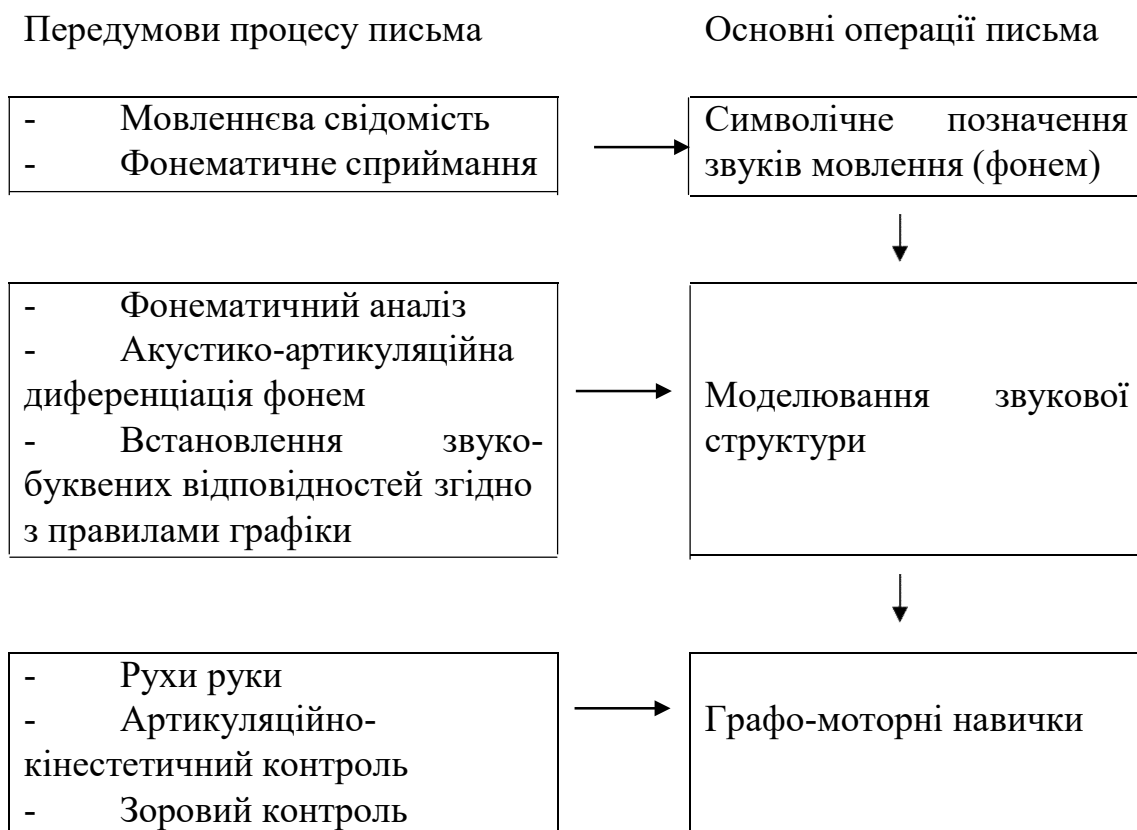 Передумови процесу письма
Основні операції письма
- Мовленнєва свідомість
- Фонематичне сприймання
Символічне позначення
звуків мовлення (фонем)
- Фонематичний аналіз
- Акустико-артикуляційна
диференціація фонем
- Встановлення звуко-
буквених відповідностей згідно
з правилами графіки
Моделювання звукової
структури
- Рухи руки
- Артикуляційно-
кінестетичний контроль
- Зоровий контроль
Графо-моторні навички